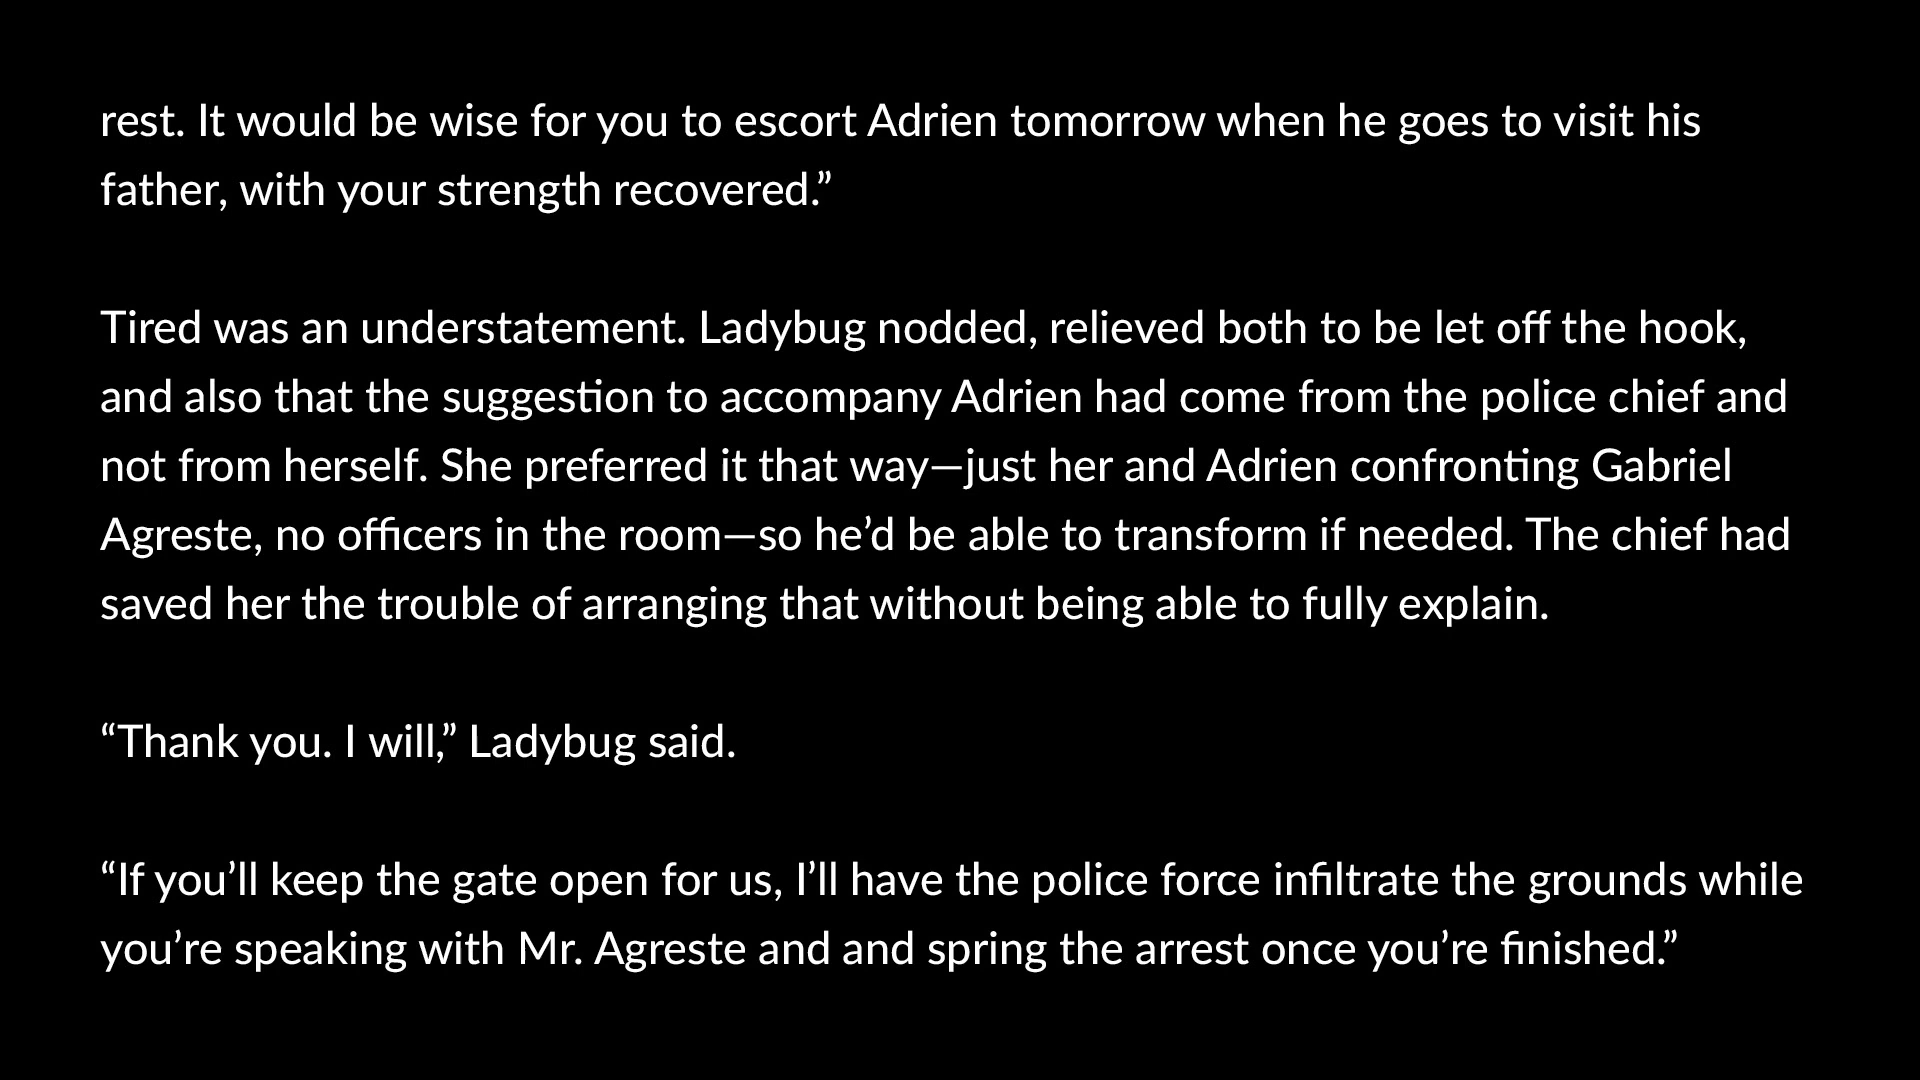 rest. It would be wise for you to escort Adrien tomorrow when he goes to visit his
father, with your strength recovered.”
Tired was an understatement. Ladybug nodded, relieved both to be let off the hook,
and also that the suggestion to accompany Adrien had come from the police chief and
not from herself. She preferred it that way—just her and Adrien confronting Gabriel
Agreste, no officers in the room—so he’d be able to transform if needed. The chief had
saved her the trouble of arranging that without being able to fully explain.
“Thank you. I will,” Ladybug said.
“If you’ll keep the gate open for us, I’ll have the police force infiltrate the grounds while
you’re speaking with Mr. Agreste and and spring the arrest once you’re finished.”